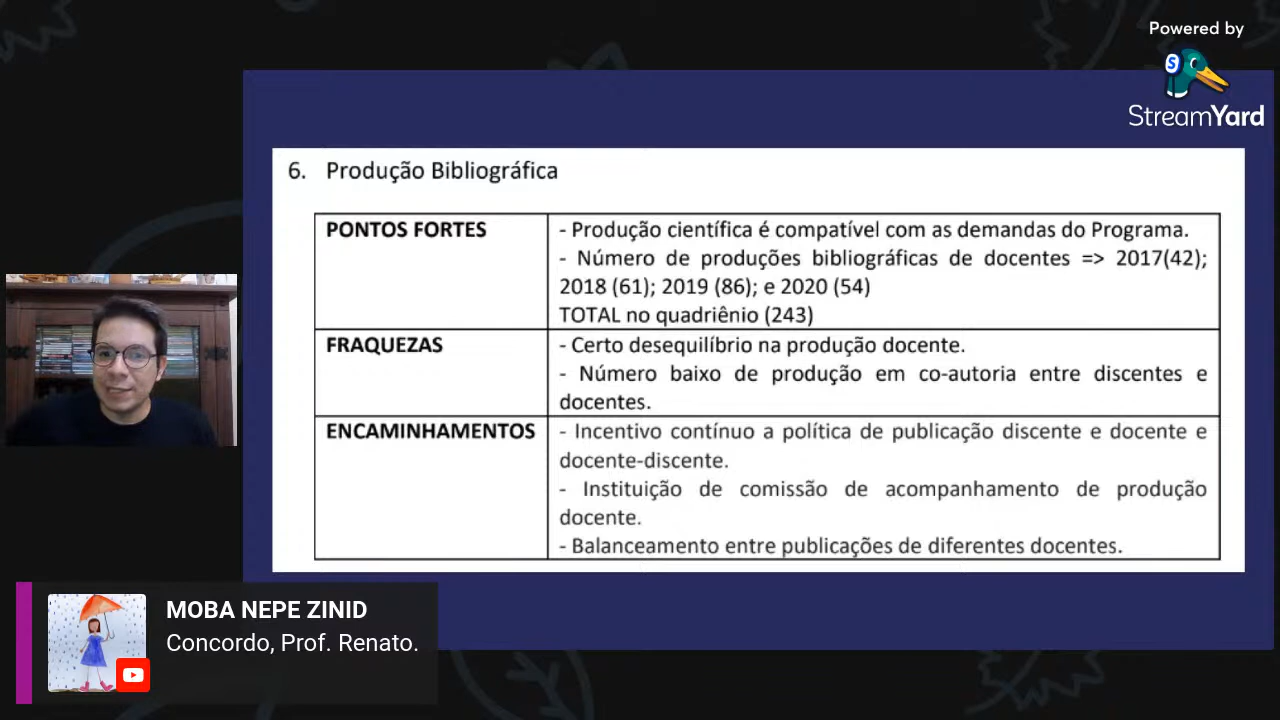 Powered by
StreamYard
6. Produção Bibliográfica
PONTOS FORTES
- Produção científica é compatível com as demandas do Programa.
- Número de produções bibliográficas de docentes => 2017(42);
2018 (61); 2019 (86); e 2020 (54)
TOTAL no quadriênio (243)
FRAQUEZAS
- Certo desequilíbrio na produção docente.
- Número baixo de produção em co-autoria entre discentes e
docentes.
ENCAMINHAMENTOS
- Incentivo contínuo a política de publicação discente e docente e
docente-discente.
- Instituição de comissão de acompanhamento de produção
docente.
- Balanceamento entre publicações de diferentes docentes.
MOBA NEPE ZINID
Concordo, Prof. Renato.